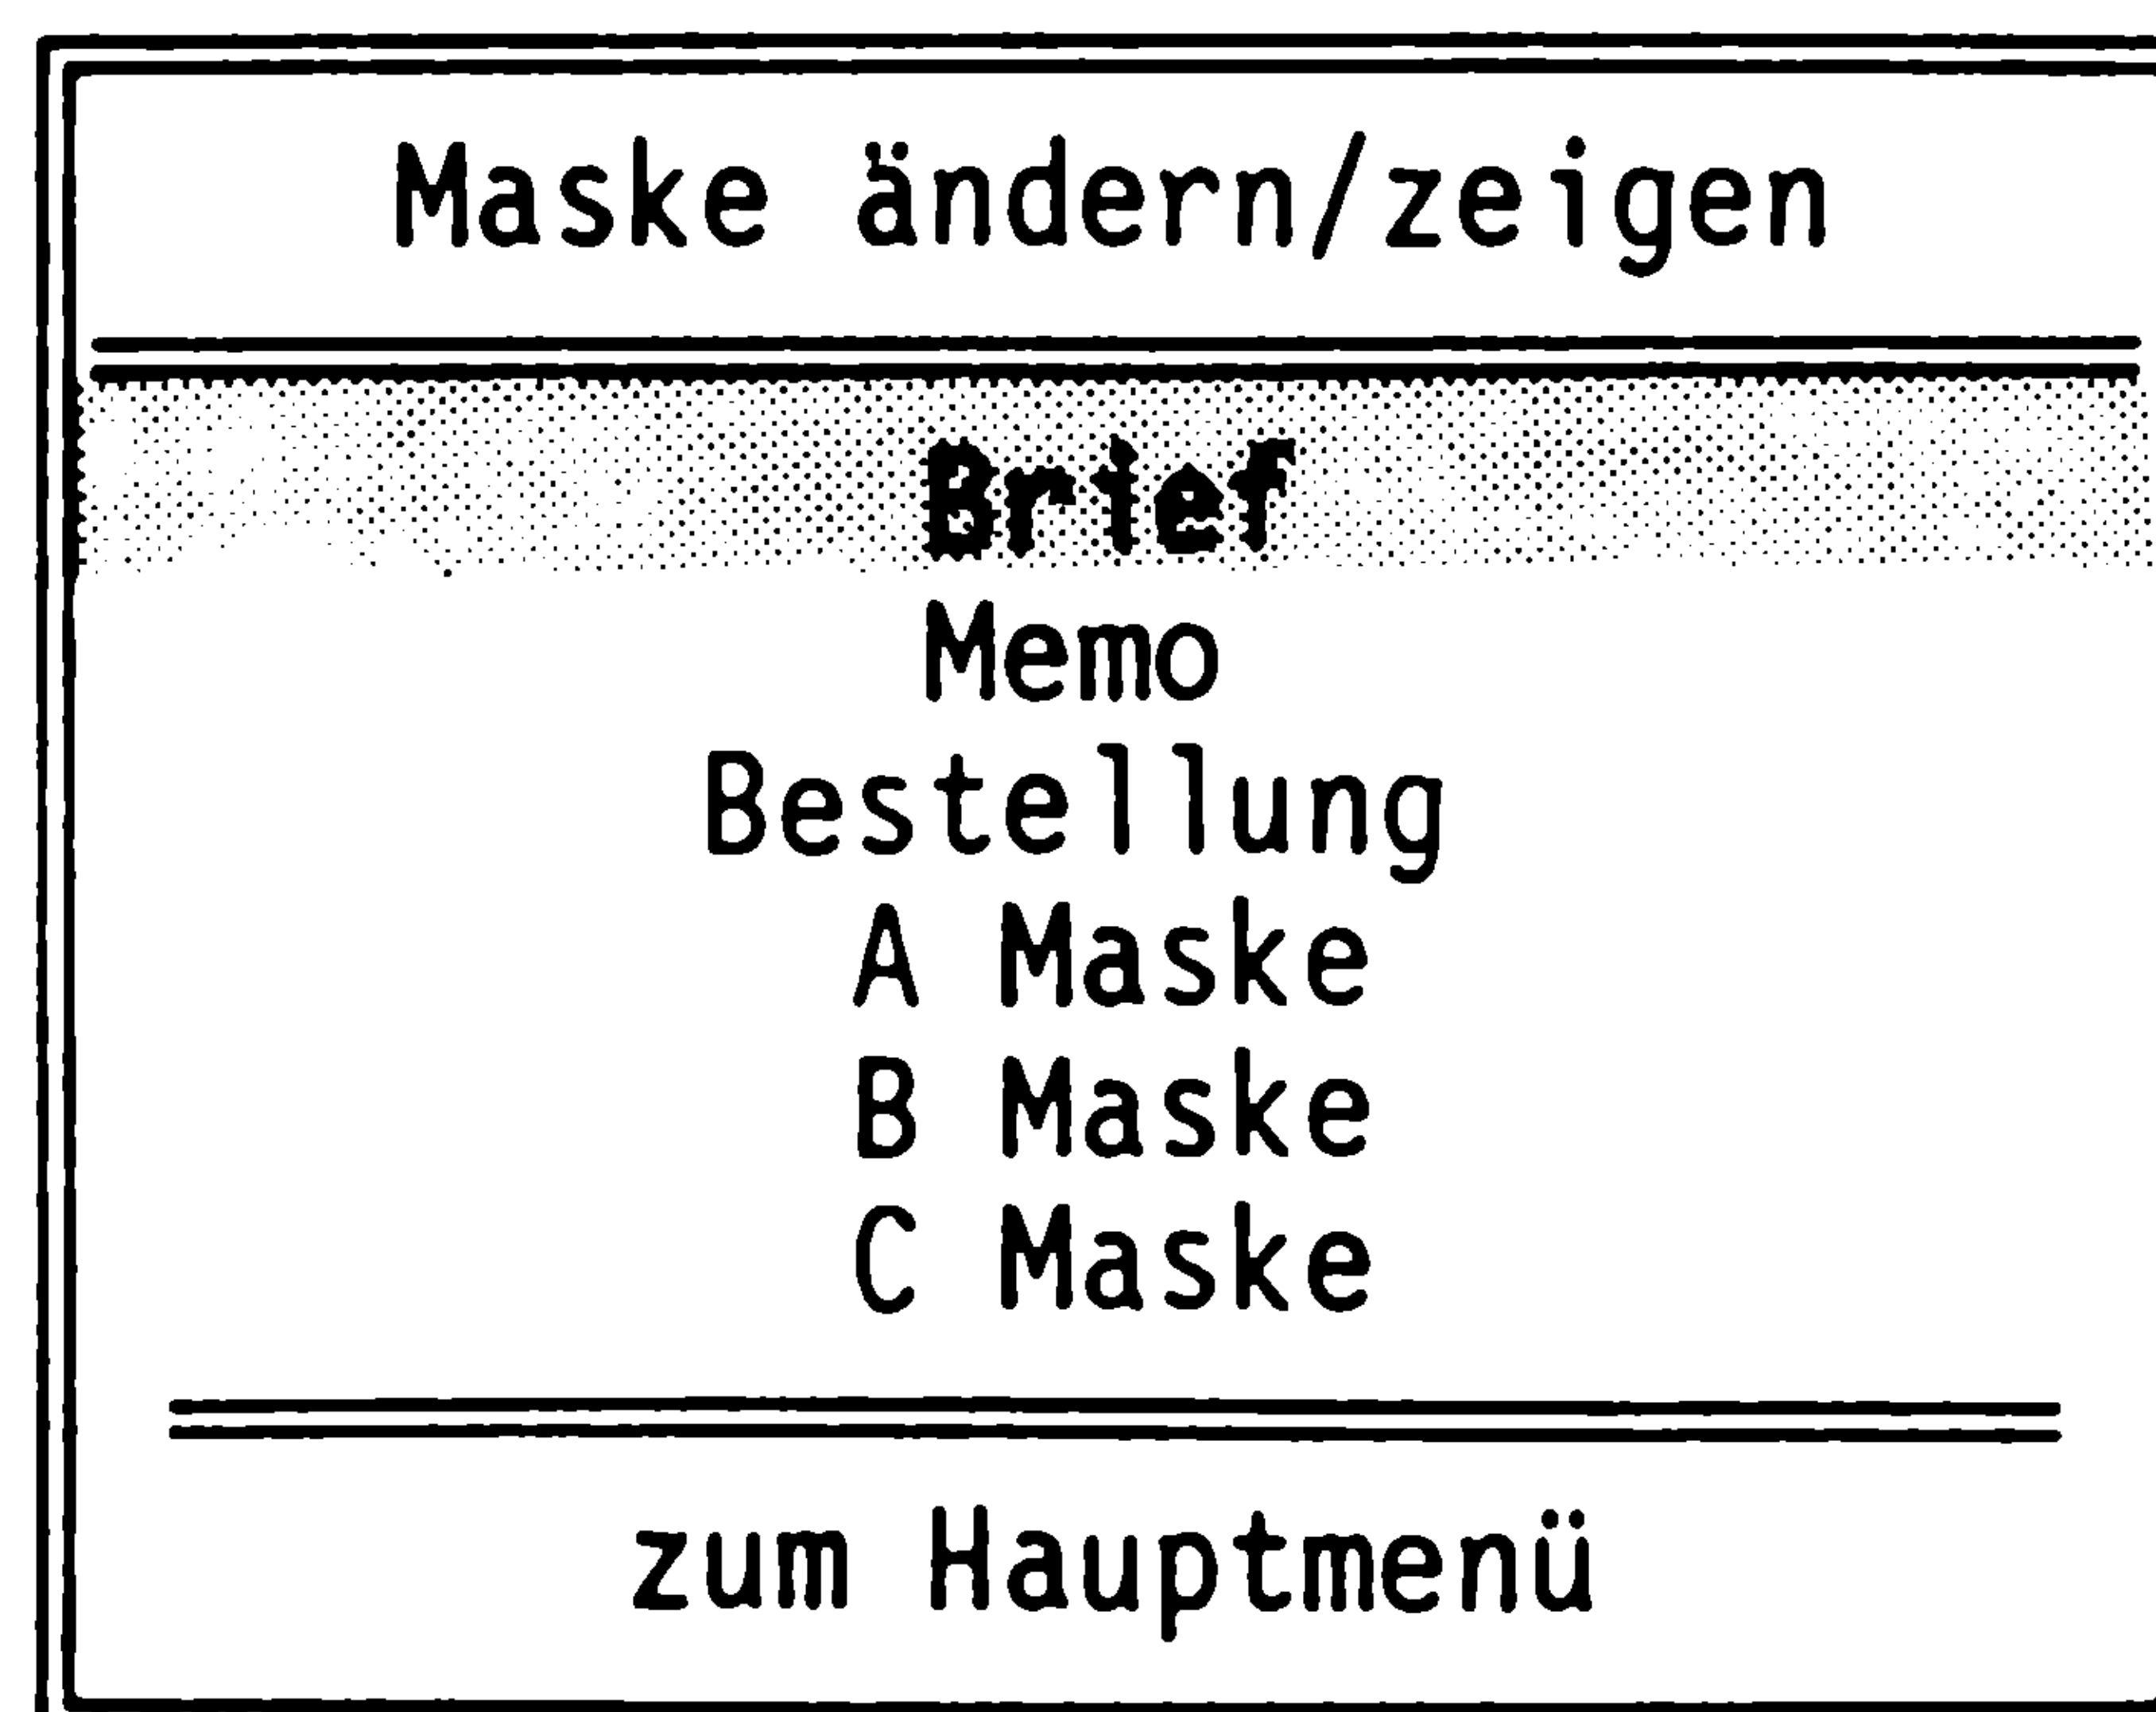 Maske ändern/zeigen
Brief
Memo
Bestellung
A Maske
B Maske
C Maske
zum Hauptmenü